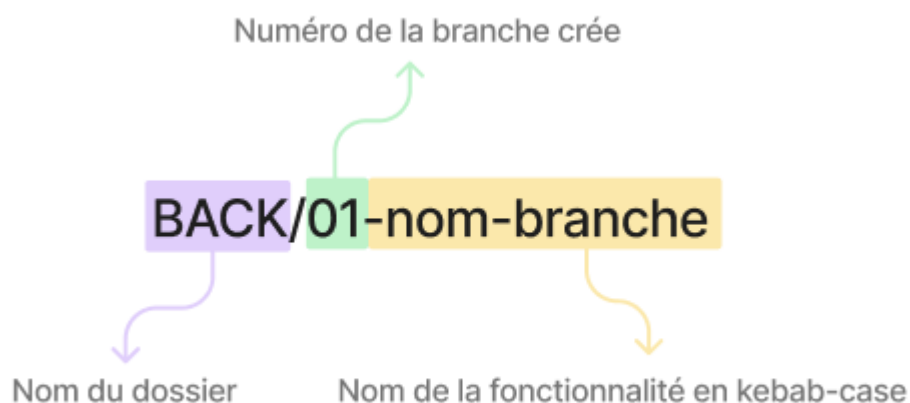 Numéro de la branche crée
BACK/01-nom-branche
Nom du dossier
Nom de la fonctionnalité en kebab-case